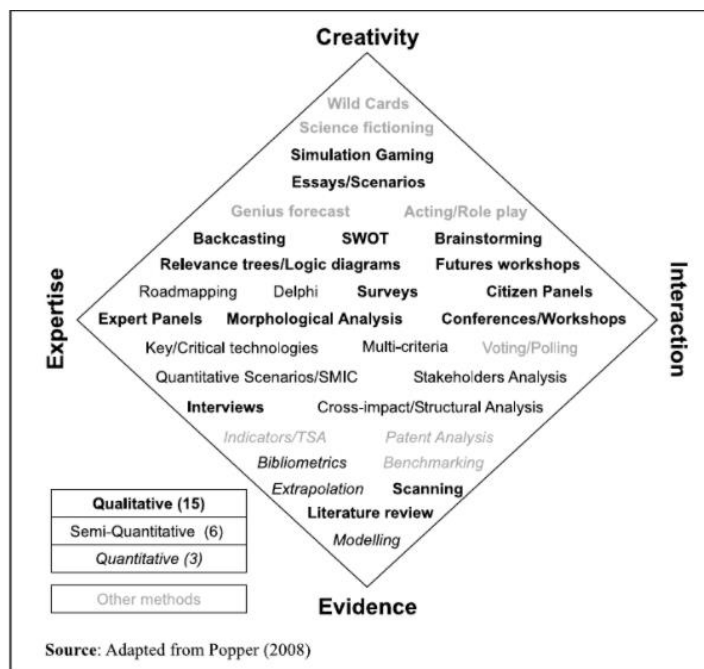 Creativity
Wild Cards
Science fictioning
Simulation Gaming
Essays/Scenarios
Genius forecast Acting/Role play
Backcasting SWOT Brainstorming
Relevance trees/Logic diagrams Futures workshops
Roadmapping Delphi Surveys Citizen Panels
Expert Panels Morphological Analysis Conferences/Workshops
Key/Critical technologies Multi-criteria Voting/Polling
Quantitative Scenarios/SMIC Stakeholders Analysis
Interviews Cross-impact/Structural Analysis
Indicators/TSA Patent Analysis
Bibliometrics Benchmarking
Extrapolation Scanning
Literature review
Modelling
Expertise
Interaction
Evidence
Qualitative (15)
Semi-Quantitative (6)
Quantitative (3)
Other methods
Source: Adapted from Popper (2008)